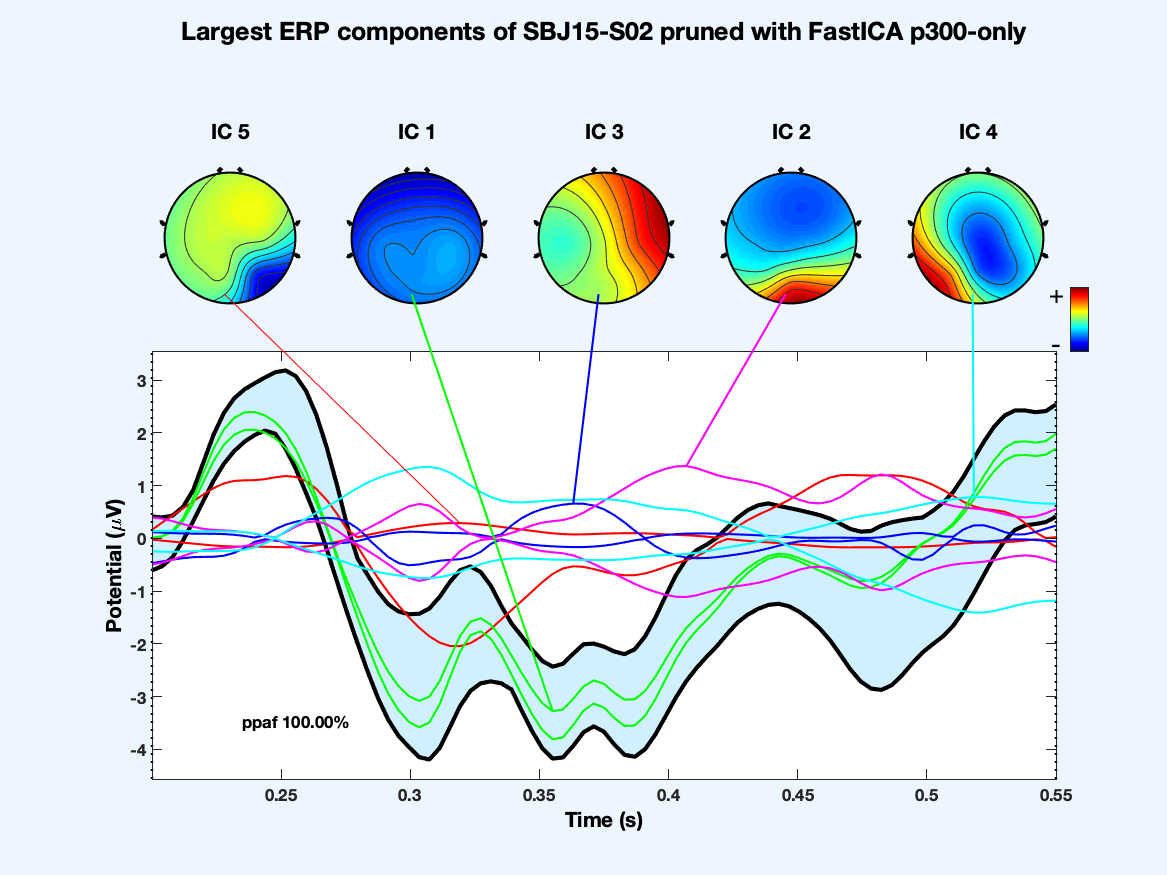 Largest ERP components of SBJ15-S02 pruned with FastICA p300-only
IC 5
IC 1
IC 3
IC 2
IC 4
+
-
3
2
1
0
-1
-2
-3
-4
Potential (μV)
ppaf 100.00%
0.25
0.3
0.35
0.4
0.45
0.5
0.55
Time (s)